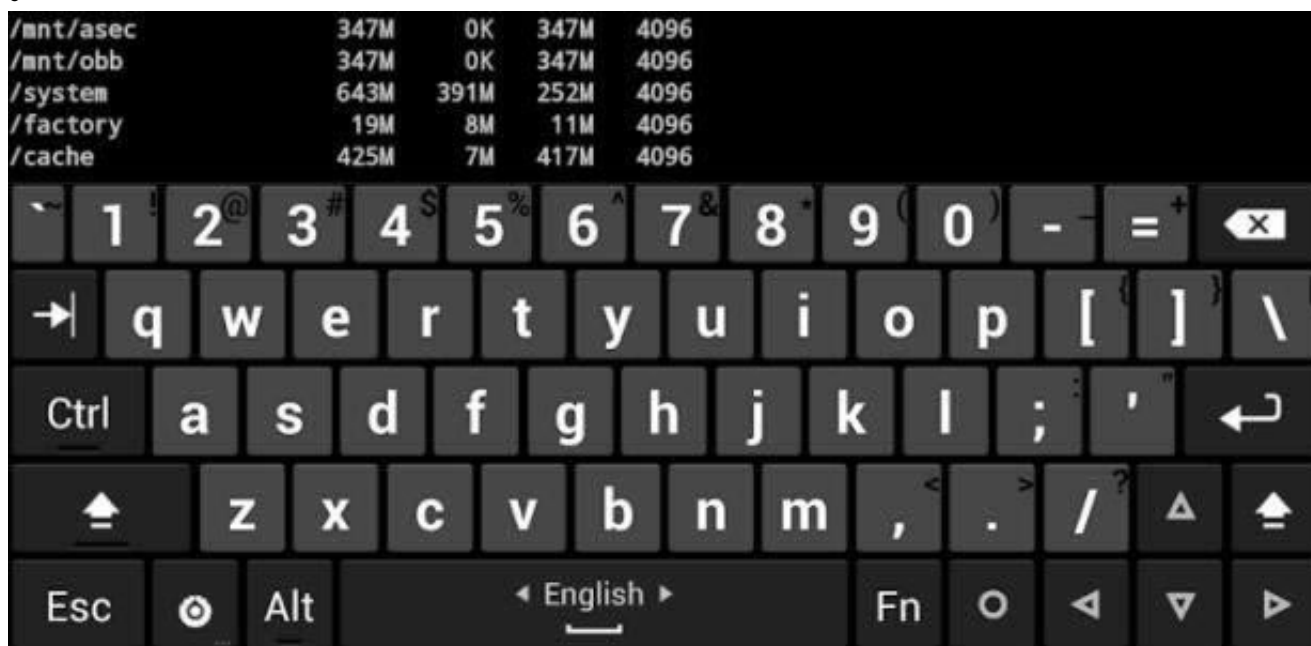 /mnt/asec 347M 0K 347M 4096
/mnt/obb 347M 0K 347M 4096
/system 643M 391M 252M 4096
/factory 19M 8M 11M 4096
/cache 425M 7M 417M 4096
` ~ 1 ! 2 @ 3 # 4 $ 5 % 6 ^ 7 & 8 * 9 ( 0 ) - _ = +
q w e r t y u i o p [ { ] } \
Ctrl a s d f g h j k l ; : ' "
z x c v b n m , < . > / ?
Esc Alt English Fn